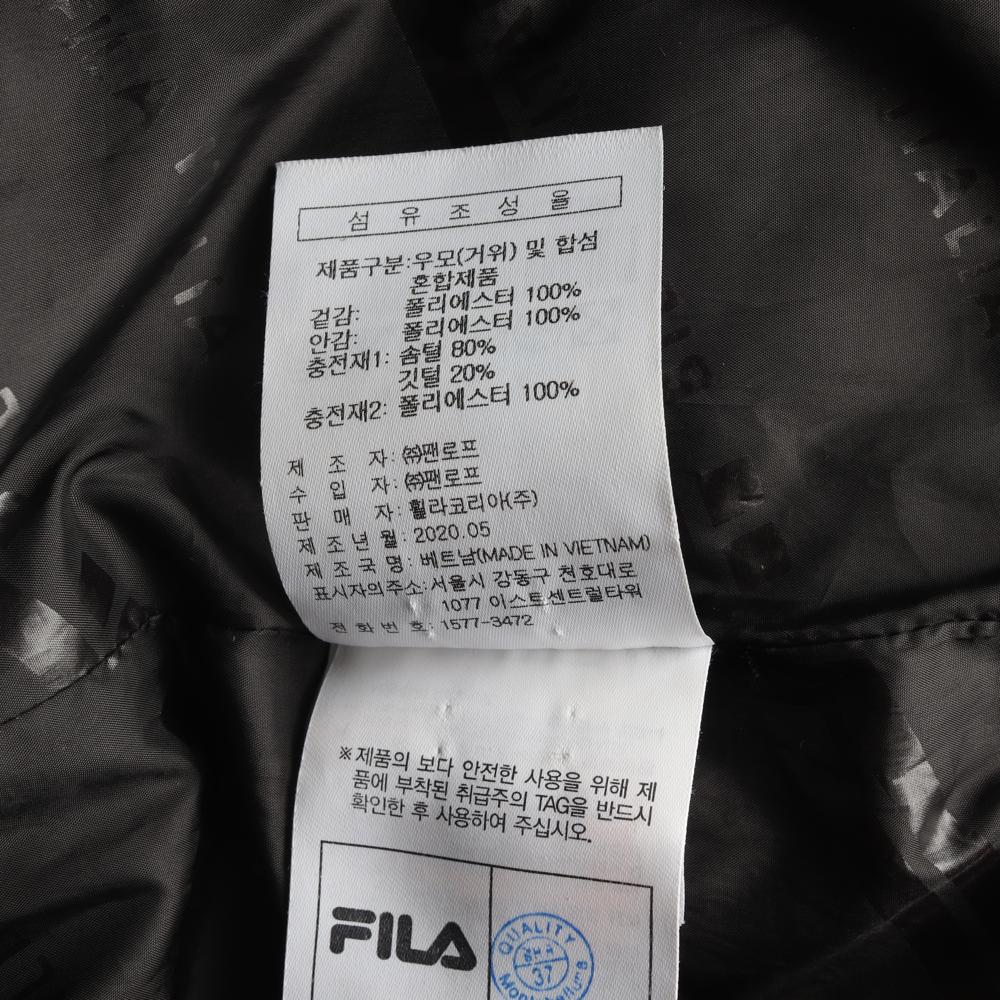 섬 유 조 성 율
제품구분:우모(거위) 및 합섬
혼합제품
겉감: 폴리에스터 100%
안감: 폴리에스터 100%
충전재1: 솜털 80%
깃털 20%
충전재2: 폴리에스터 100%
제 조 자: ㈜팬로프
수 입 자: ㈜팬로프
판 매 자: 휠라코리아(주)
제 조 년 월: 2020.05
제 조 국 명: 베트남(MADE IN VIETNAM)
표시자의주소: 서울시 강동구 천호대로
1077 이스트센트럴타워
전 화 번 호: 1577-3472
※ 제품의 보다 안전한 사용을 위해 제
품에 부착된 취급주의 TAG을 반드시
확인한 후 사용하여 주십시오.
FILA
QUALITY
37